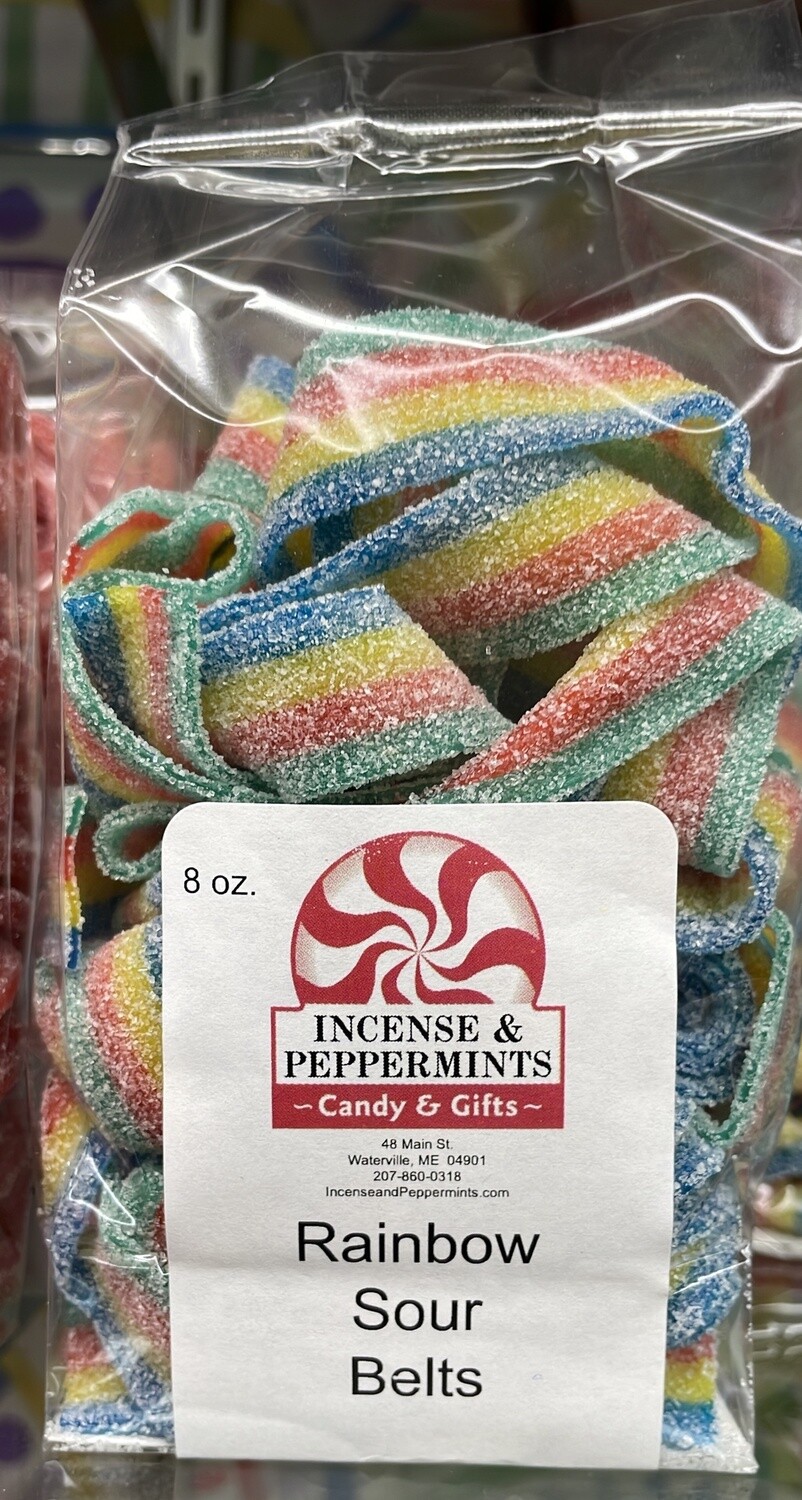 8 oz.
INCENSE &
PEPPERMINTS
~Candy & Gifts~
48 Main St.
Waterville, ME 04901
207-860-0318
IncenseandPeppermints.com
Rainbow
Sour
Belts